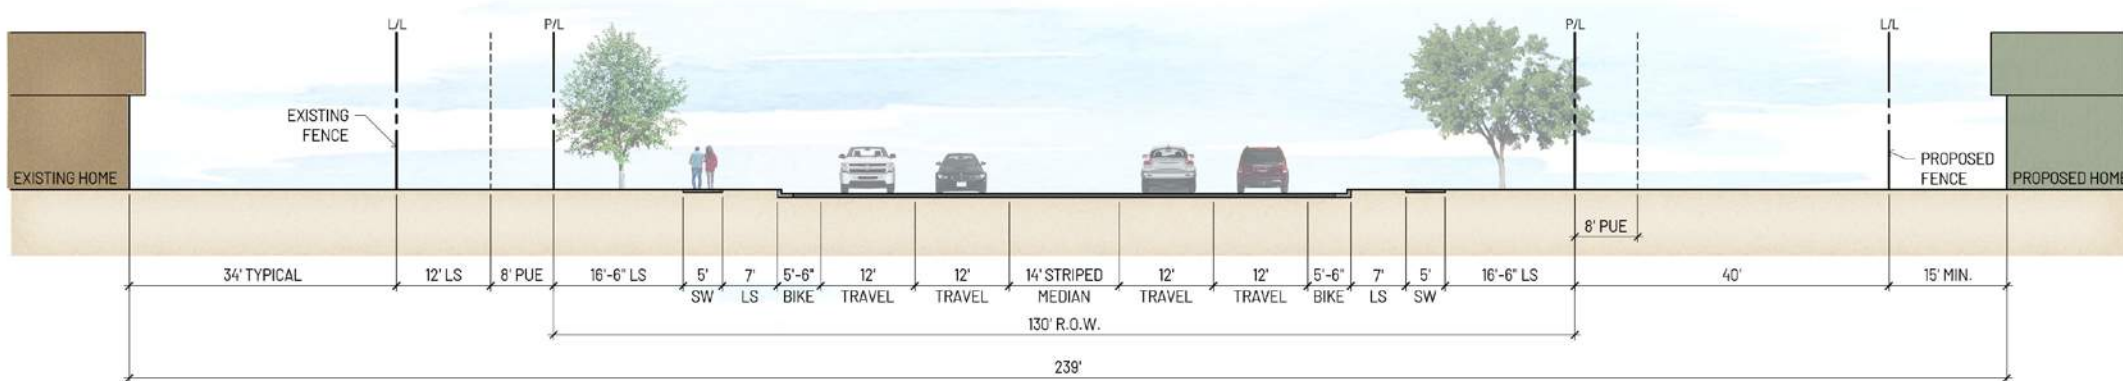 L/L
P/L
P/L
L/L
EXISTING
FENCE
PROPOSED
FENCE
EXISTING HOME
PROPOSED HOME
8' PUE
34' TYPICAL
12' LS
8' PUE
16'-6" LS
5'
SW
7'
LS
5'-6"
BIKE
12'
TRAVEL
12'
TRAVEL
14' STRIPED
MEDIAN
12'
TRAVEL
12'
TRAVEL
5'-6"
BIKE
7'
LS
5'
SW
16'-6" LS
40'
15' MIN.
130' R.O.W.
239'